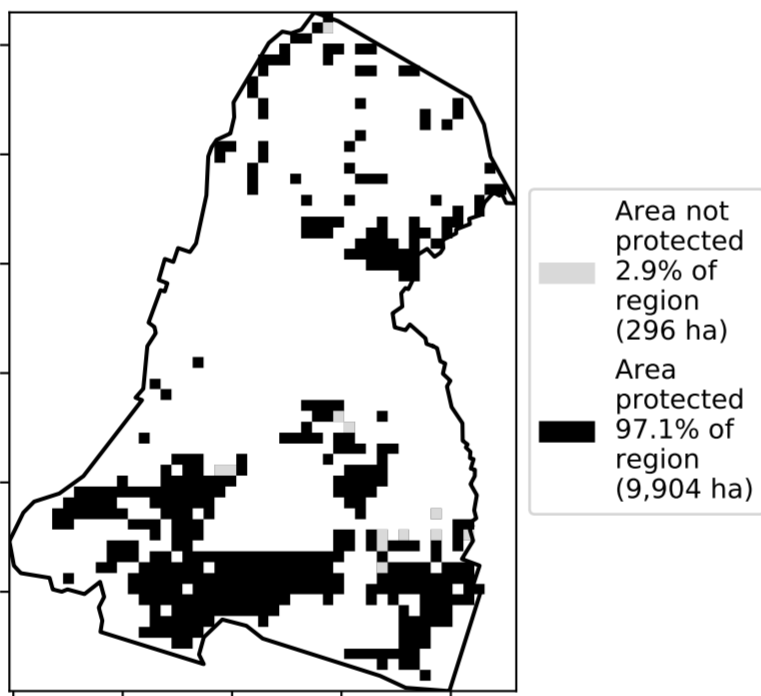 Area not
protected
2.9% of
region
(296 ha)
Area
protected
97.1% of
region
(9,904 ha)